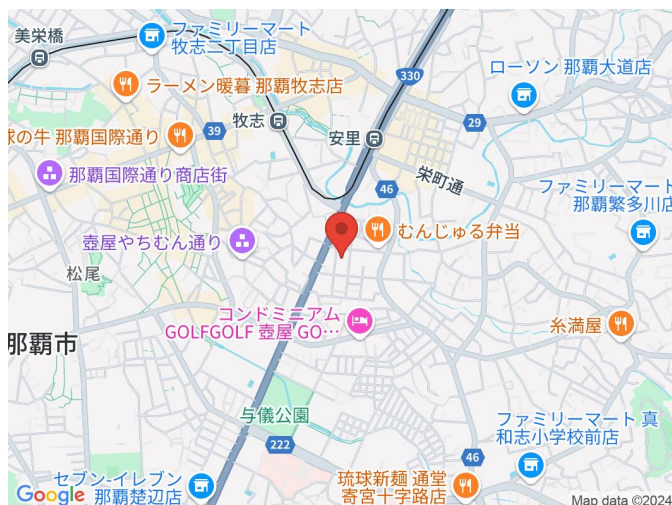 美栄橋
ファミリーマート
牧志二丁目店
330
ローソン 那覇大道店
ラーメン暖暮 那覇牧志店
29
牧志
39
安里
球の牛 那覇国際通り
栄町通
那覇国際通り商店街
46
ファミリーマート
那覇繁多川店
むんじゅる弁当
壺屋やちむん通り
松尾
コンドミニアム
GOLFGOLF 壺屋 GO…
糸満屋
那覇市
与儀公園
ファミリーマート 真
和志小学校前店
222
46
セブン-イレブン
那覇楚辺店
琉球新麺 通堂
寄宮十字路店
Google
Map data ©2024